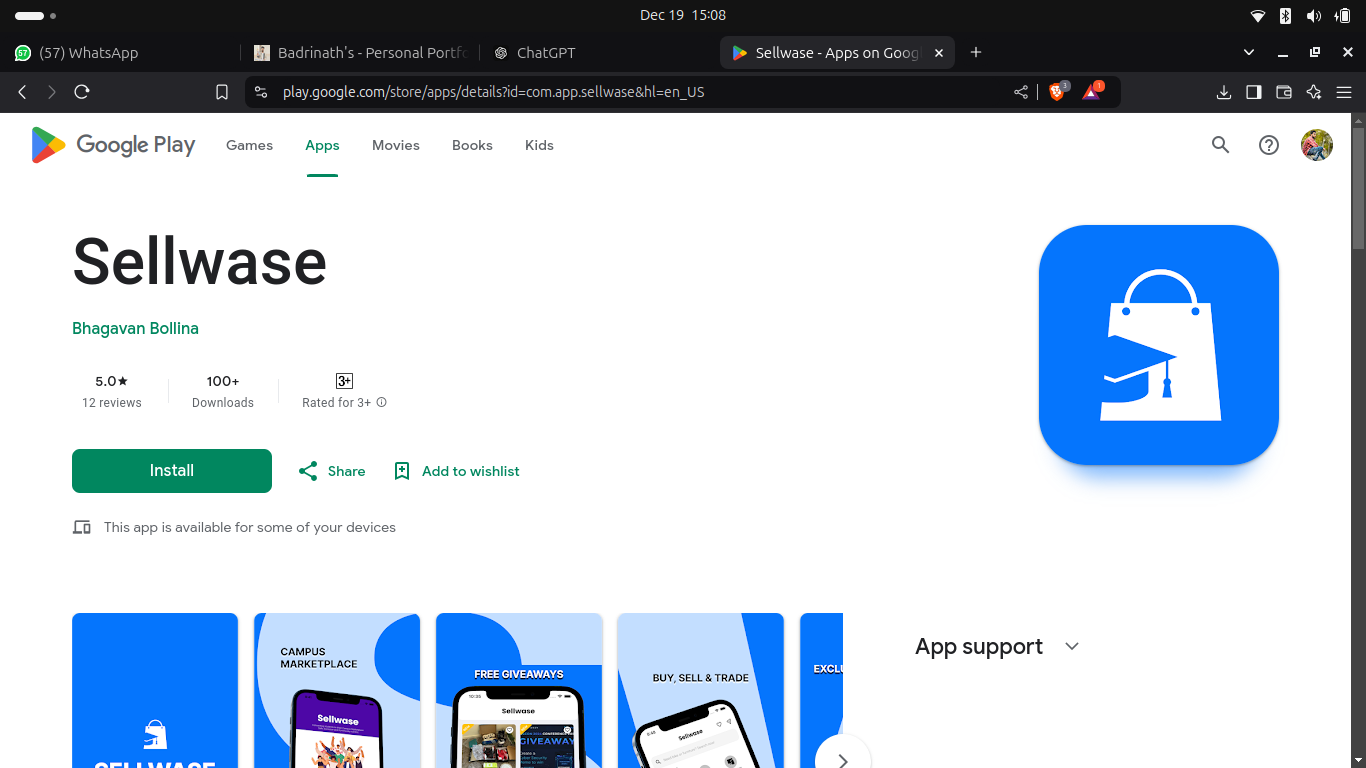 Dec 19 15:08
57
(57) WhatsApp
Badrinath's - Personal Portfo
ChatGPT
Sellwase - Apps on Goog
play.google.com/store/apps/details?id=com.app.sellwase&hl=en_US
3
1
Google Play
Games
Apps
Movies
Books
Kids
Sellwase
Bhagavan Bollina
5.0★
100+
3+
12 reviews
Downloads
Rated for 3+
Install
Share
Add to wishlist
This app is available for some of your devices
App support
SELLWASE
CAMPUS
MARKETPLACE
Sellwase
FREE GIVEAWAYS
Sellwase
GIVEAWAY
BUY, SELL & TRADE
Sellwase
EXCLU